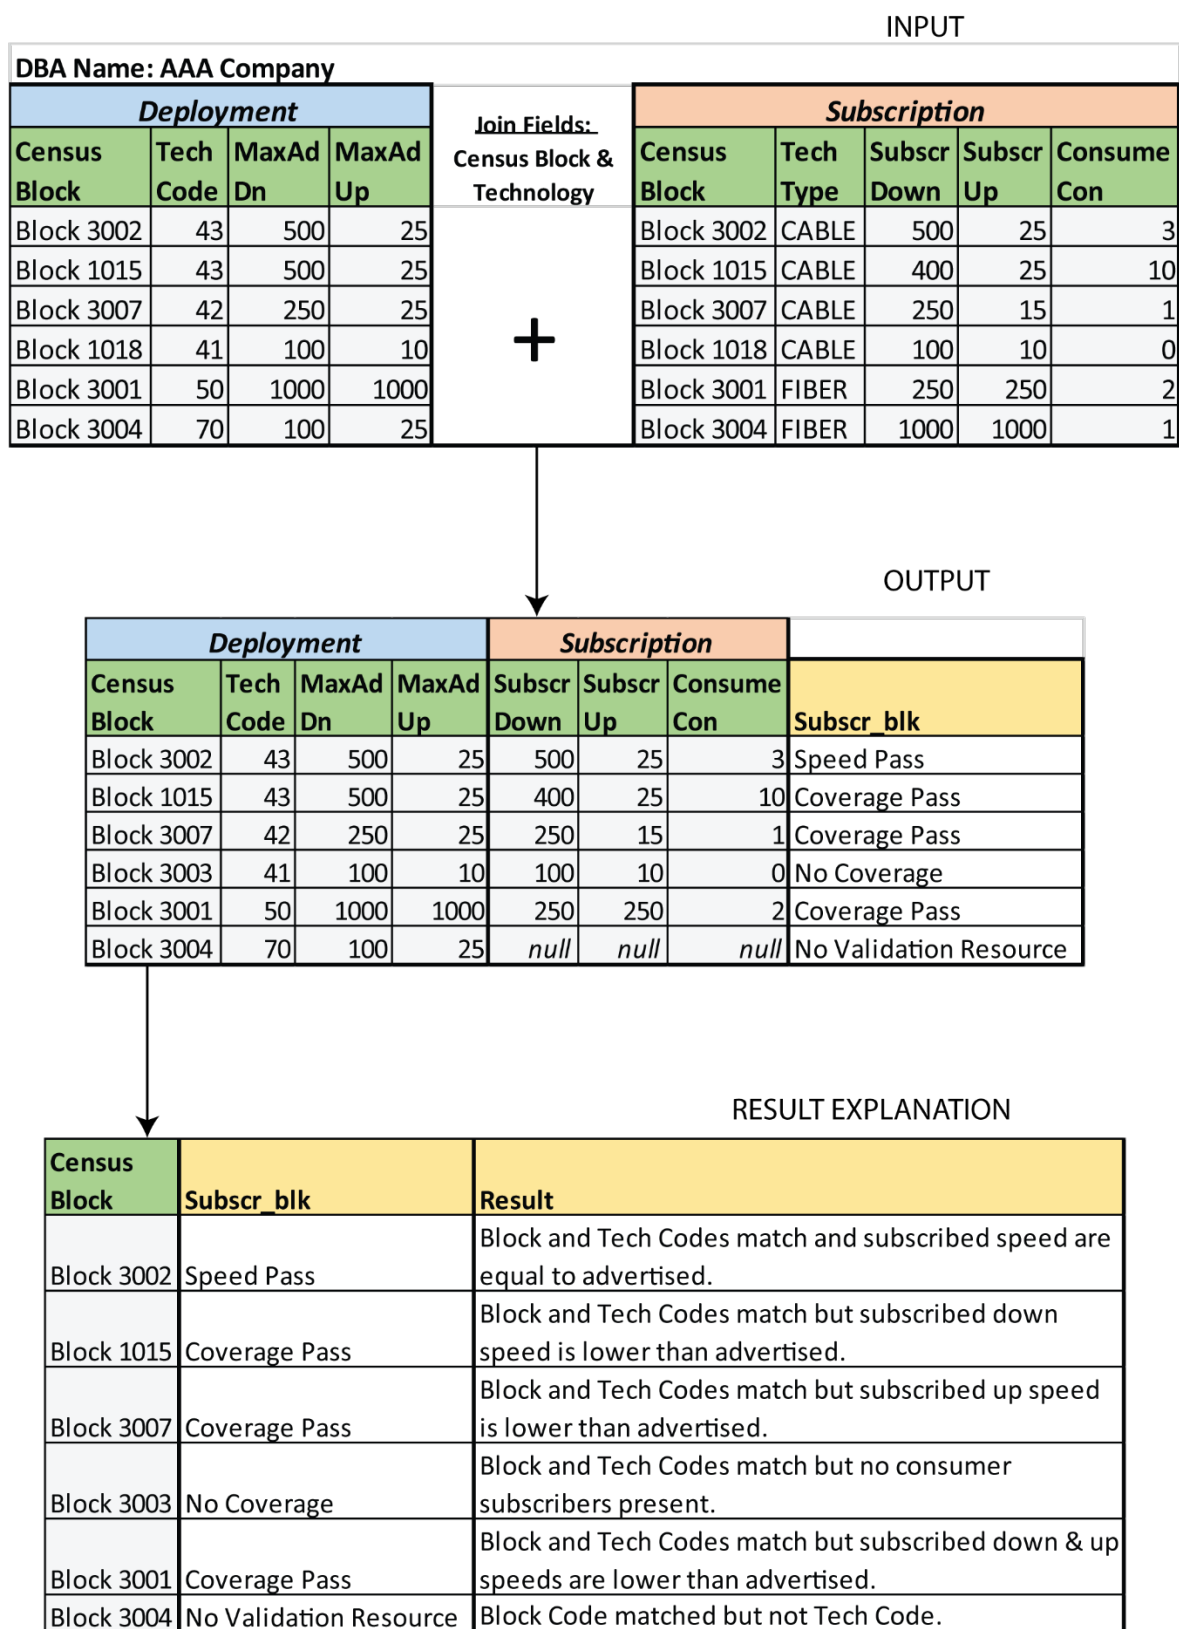 INPUT
DBA Name: AAA Company
Deployment
Join Fields:
Census Block &
Technology
Subscription
Census Block Tech Code MaxAd Dn MaxAd Up Census Block Tech Type Subscr Down Subscr Up Consume Con
Block 3002 43 500 25 Block 3002 CABLE 500 25 3
Block 1015 43 500 25 Block 1015 CABLE 400 25 10
Block 3007 42 250 25 Block 3007 CABLE 250 15 1
+
Block 1018 41 100 10 Block 1018 CABLE 100 10 0
Block 3001 50 1000 1000 Block 3001 FIBER 250 250 2
Block 3004 70 100 25 Block 3004 FIBER 1000 1000 1
OUTPUT
Deployment Subscription
Census Block Tech Code MaxAd Dn MaxAd Up Subscr Down Subscr Up Consume Con Subscr_blk
Block 3002 43 500 25 500 25 3 Speed Pass
Block 1015 43 500 25 400 25 10 Coverage Pass
Block 3007 42 250 25 250 15 1 Coverage Pass
Block 3003 41 100 10 100 10 0 No Coverage
Block 3001 50 1000 1000 250 250 2 Coverage Pass
Block 3004 70 100 25 null null null No Validation Resource
RESULT EXPLANATION
Census Block Subscr_blk Result
Block 3002 Speed Pass Block and Tech Codes match and subscribed speed are
equal to advertised.
Block 1015 Coverage Pass Block and Tech Codes match but subscribed down
speed is lower than advertised.
Block 3007 Coverage Pass Block and Tech Codes match but subscribed up speed
is lower than advertised.
Block 3003 No Coverage Block and Tech Codes match but no consumer
subscribers present.
Block 3001 Coverage Pass Block and Tech Codes match but subscribed down & up
speeds are lower than advertised.
Block 3004 No Validation Resource Block Code matched but not Tech Code.